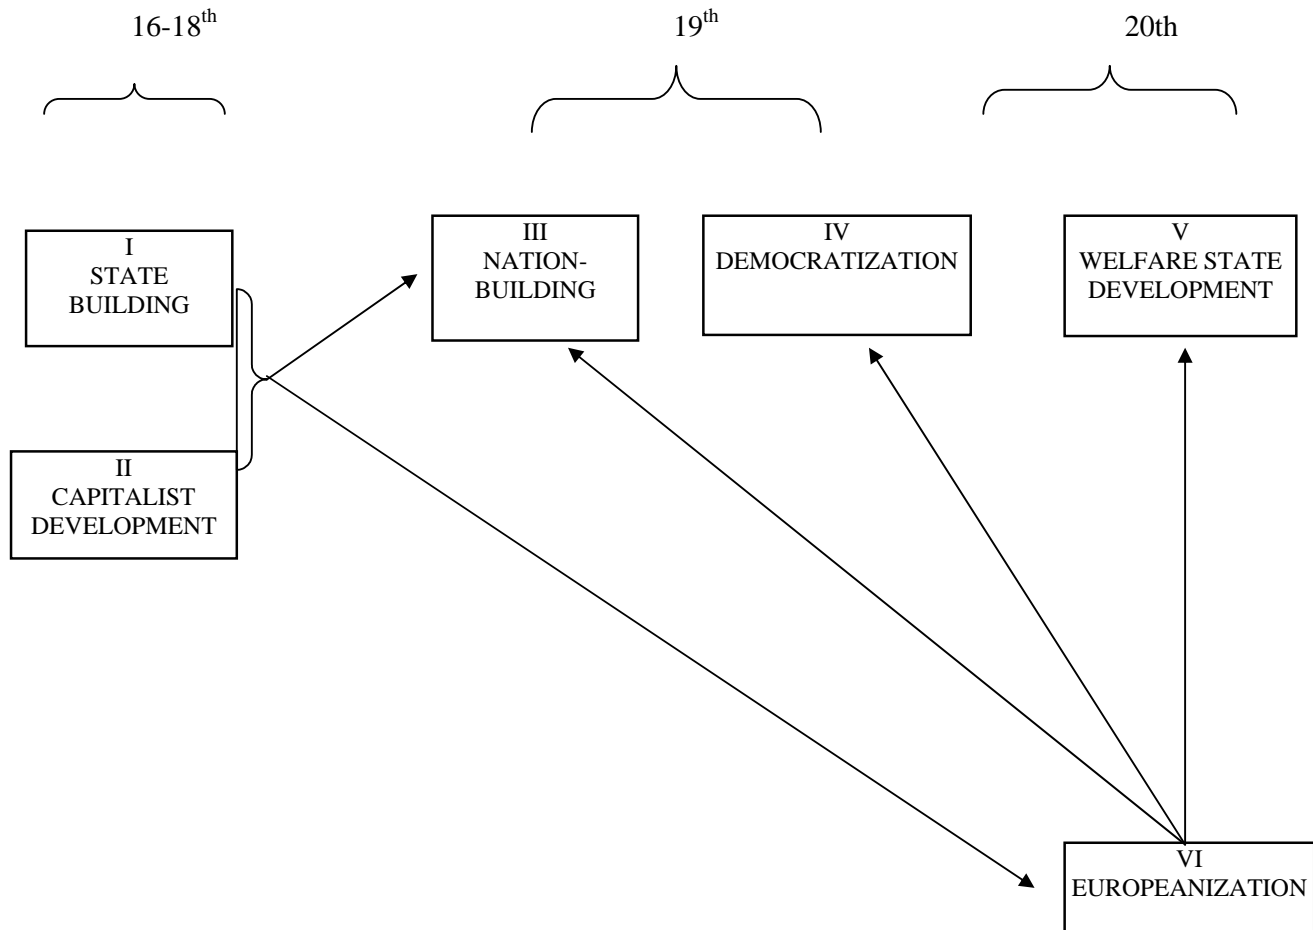 16-18th
19th
20th
I
STATE
BUILDING
III
NATION-
BUILDING
IV
DEMOCRATIZATION
V
WELFARE STATE
DEVELOPMENT
II
CAPITALIST
DEVELOPMENT
VI
EUROPEANIZATION